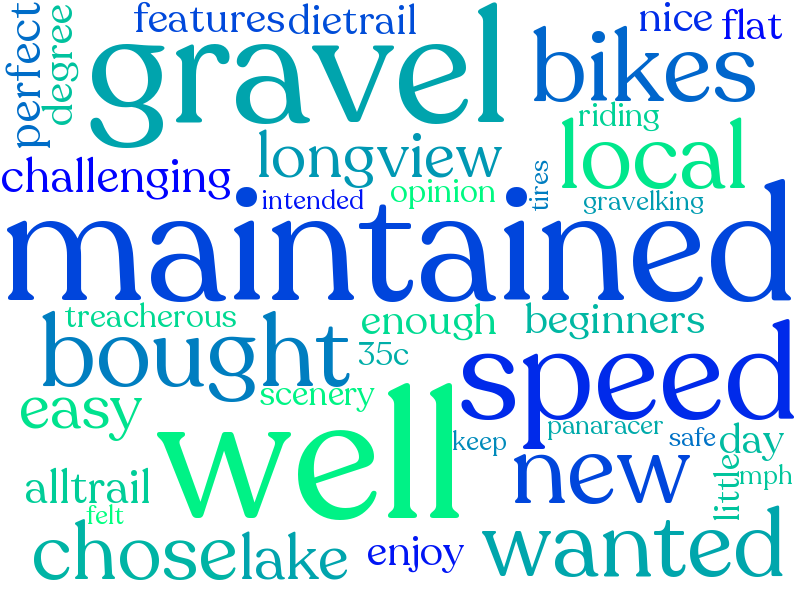 perfect
degree
features
dietrail
nice
flat
gravel
bikes
riding
longview
local
challenging
intended
opinion
tires
gravelking
maintained
treacherous
enough
beginners
bought
35c
speed
scenery
easy
well
keep
panaracer
safe
day
alltrail
new
little
mph
felt
chose
lake
enjoy
wanted